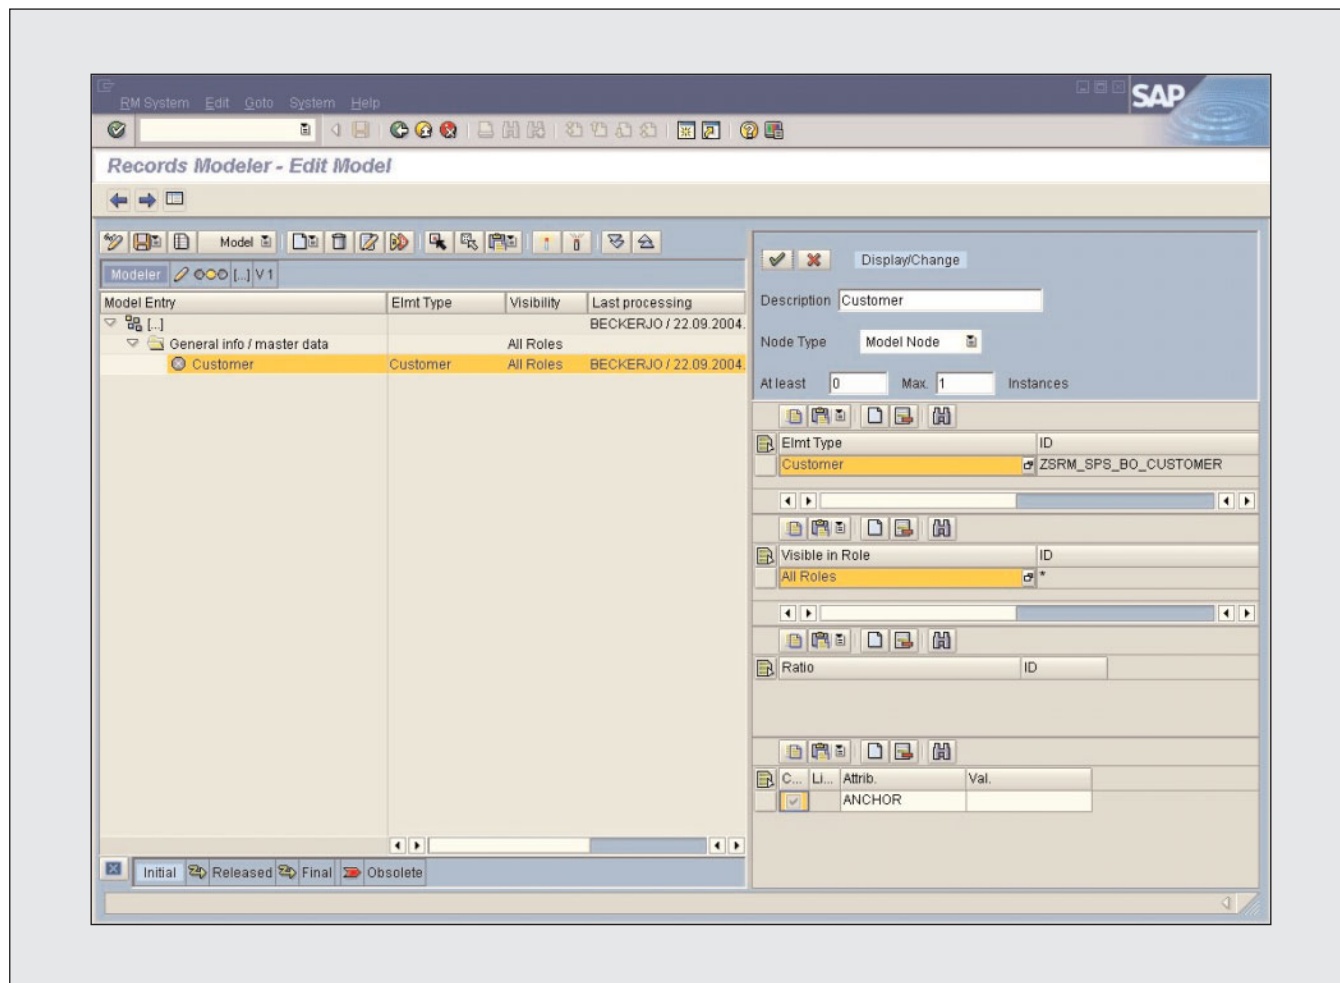 RM System Edit Goto System Help
SAP
Records Modeler - Edit Model
Model
Modeler [...] V 1
Model Entry Elmt Type Visibility Last processing
[...] BECKERJO / 22.09.2004.
General info / master data All Roles
Customer Customer All Roles BECKERJO / 22.09.2004.
Initial Released Final Obsolete
Display/Change
Description Customer
Node Type Model Node
At least 0 Max. 1 Instances
Elmt Type ID
Customer ZSRM_SPS_BO_CUSTOMER
Visible in Role ID
All Roles *
Ratio ID
C... Li... Attrib. Val.
ANCHOR